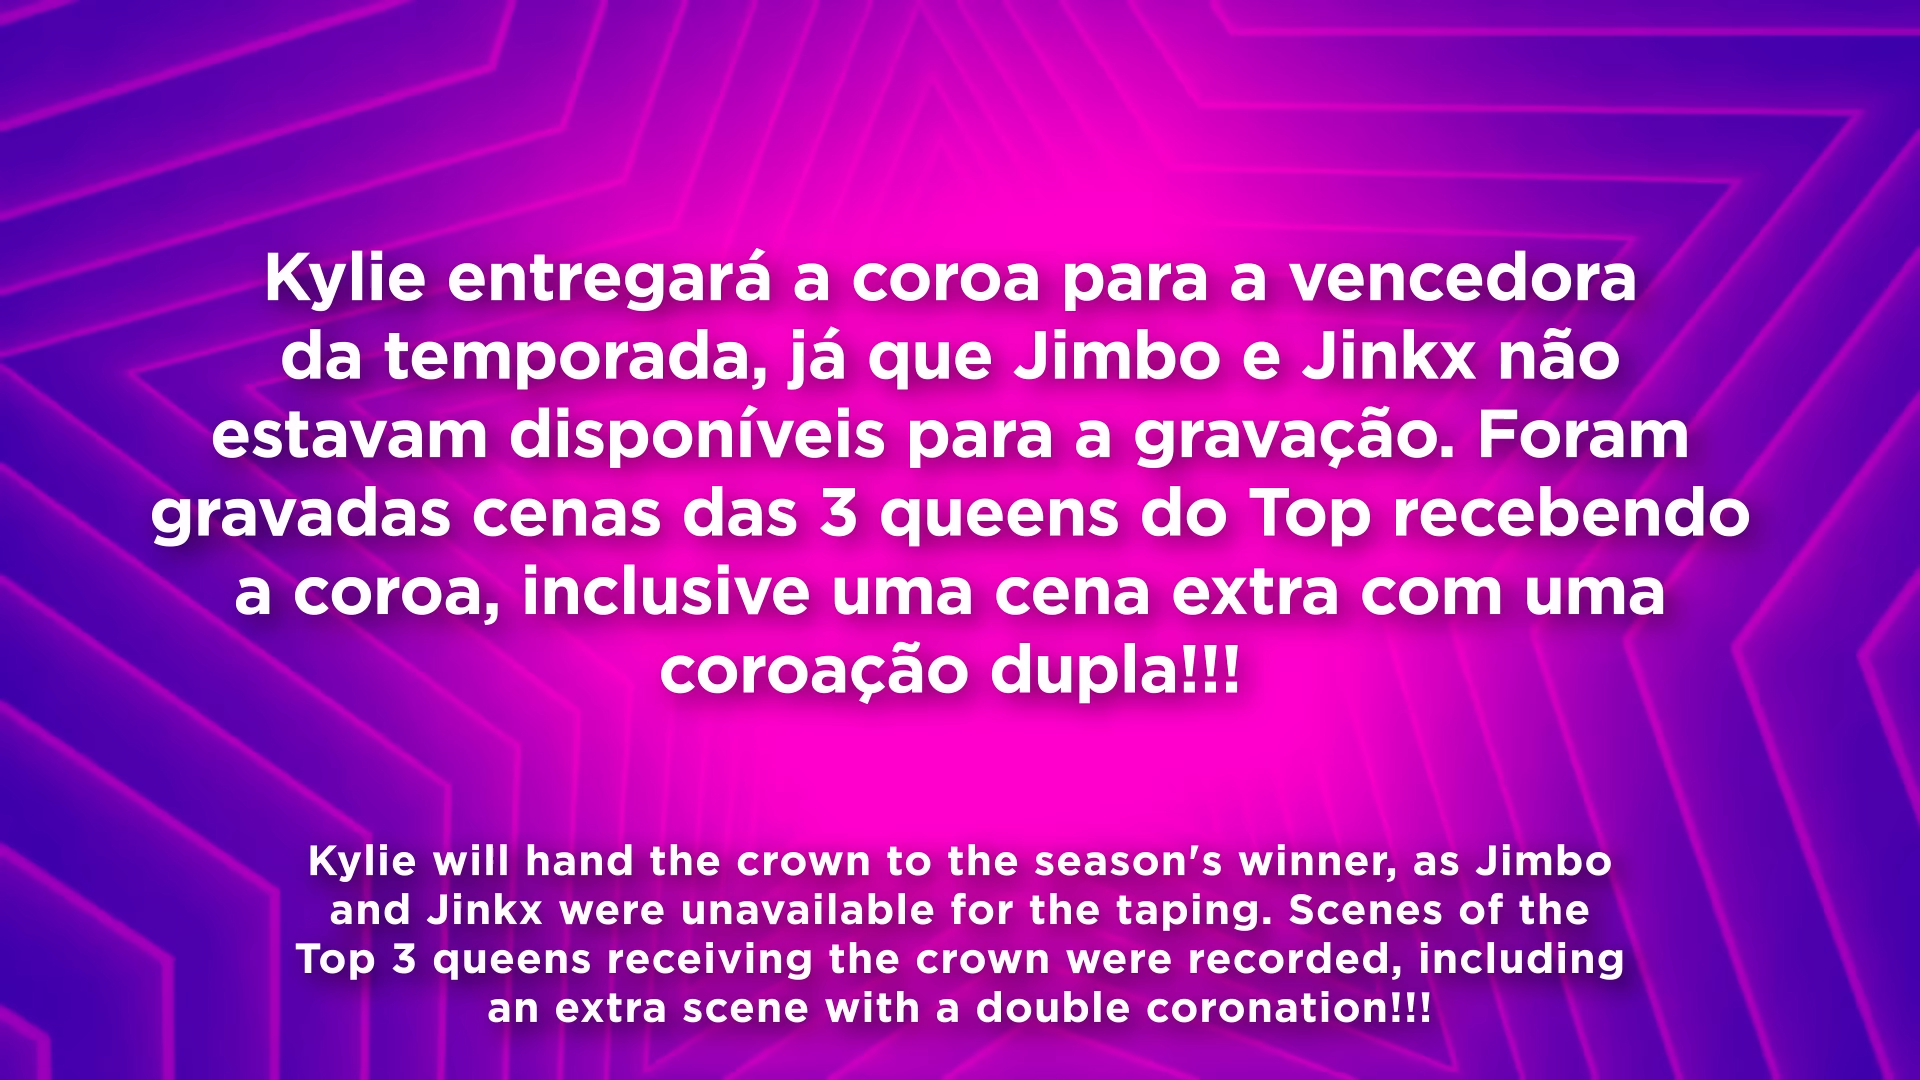 Kylie entregará a coroa para a vencedora
da temporada, já que Jimbo e Jinkx não
estavam disponíveis para a gravação. Foram
gravadas cenas das 3 queens do Top recebendo
a coroa, inclusive uma cena extra com uma
coroação dupla!!!
Kylie will hand the crown to the season's winner, as Jimbo
and Jinkx were unavailable for the taping. Scenes of the
Top 3 queens receiving the crown were recorded, including
an extra scene with a double coronation!!!